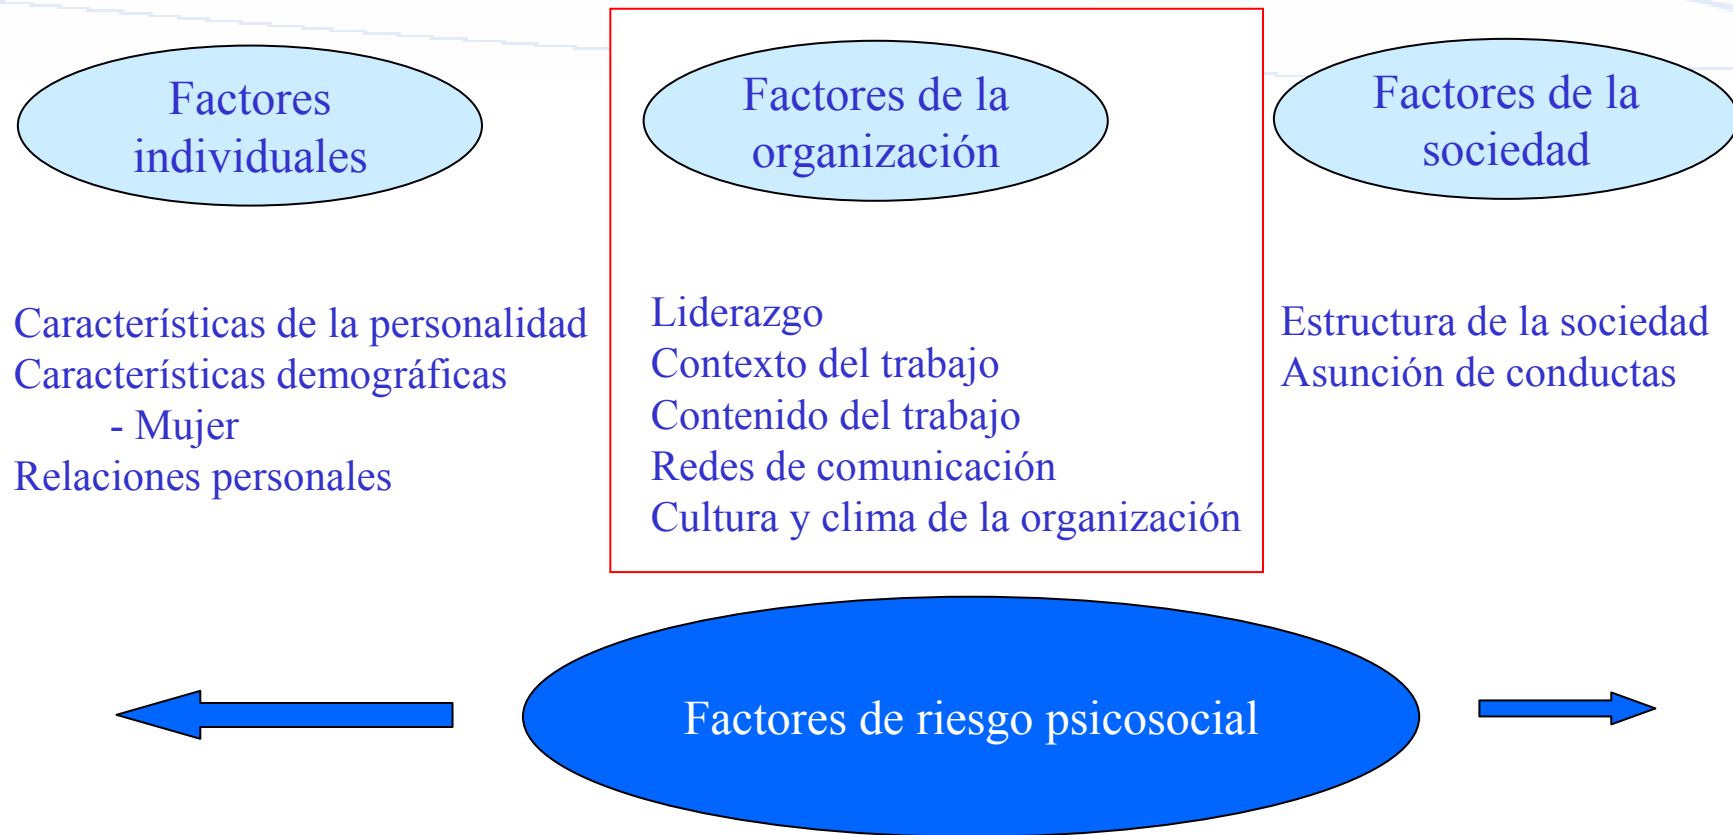 Factores
individuales
Factores de la
organización
Factores de la
sociedad
Características de la personalidad
Características demográficas
- Mujer
Relaciones personales
Liderazgo
Contexto del trabajo
Contenido del trabajo
Redes de comunicación
Cultura y clima de la organización
Estructura de la sociedad
Asunción de conductas
Factores de riesgo psicosocial